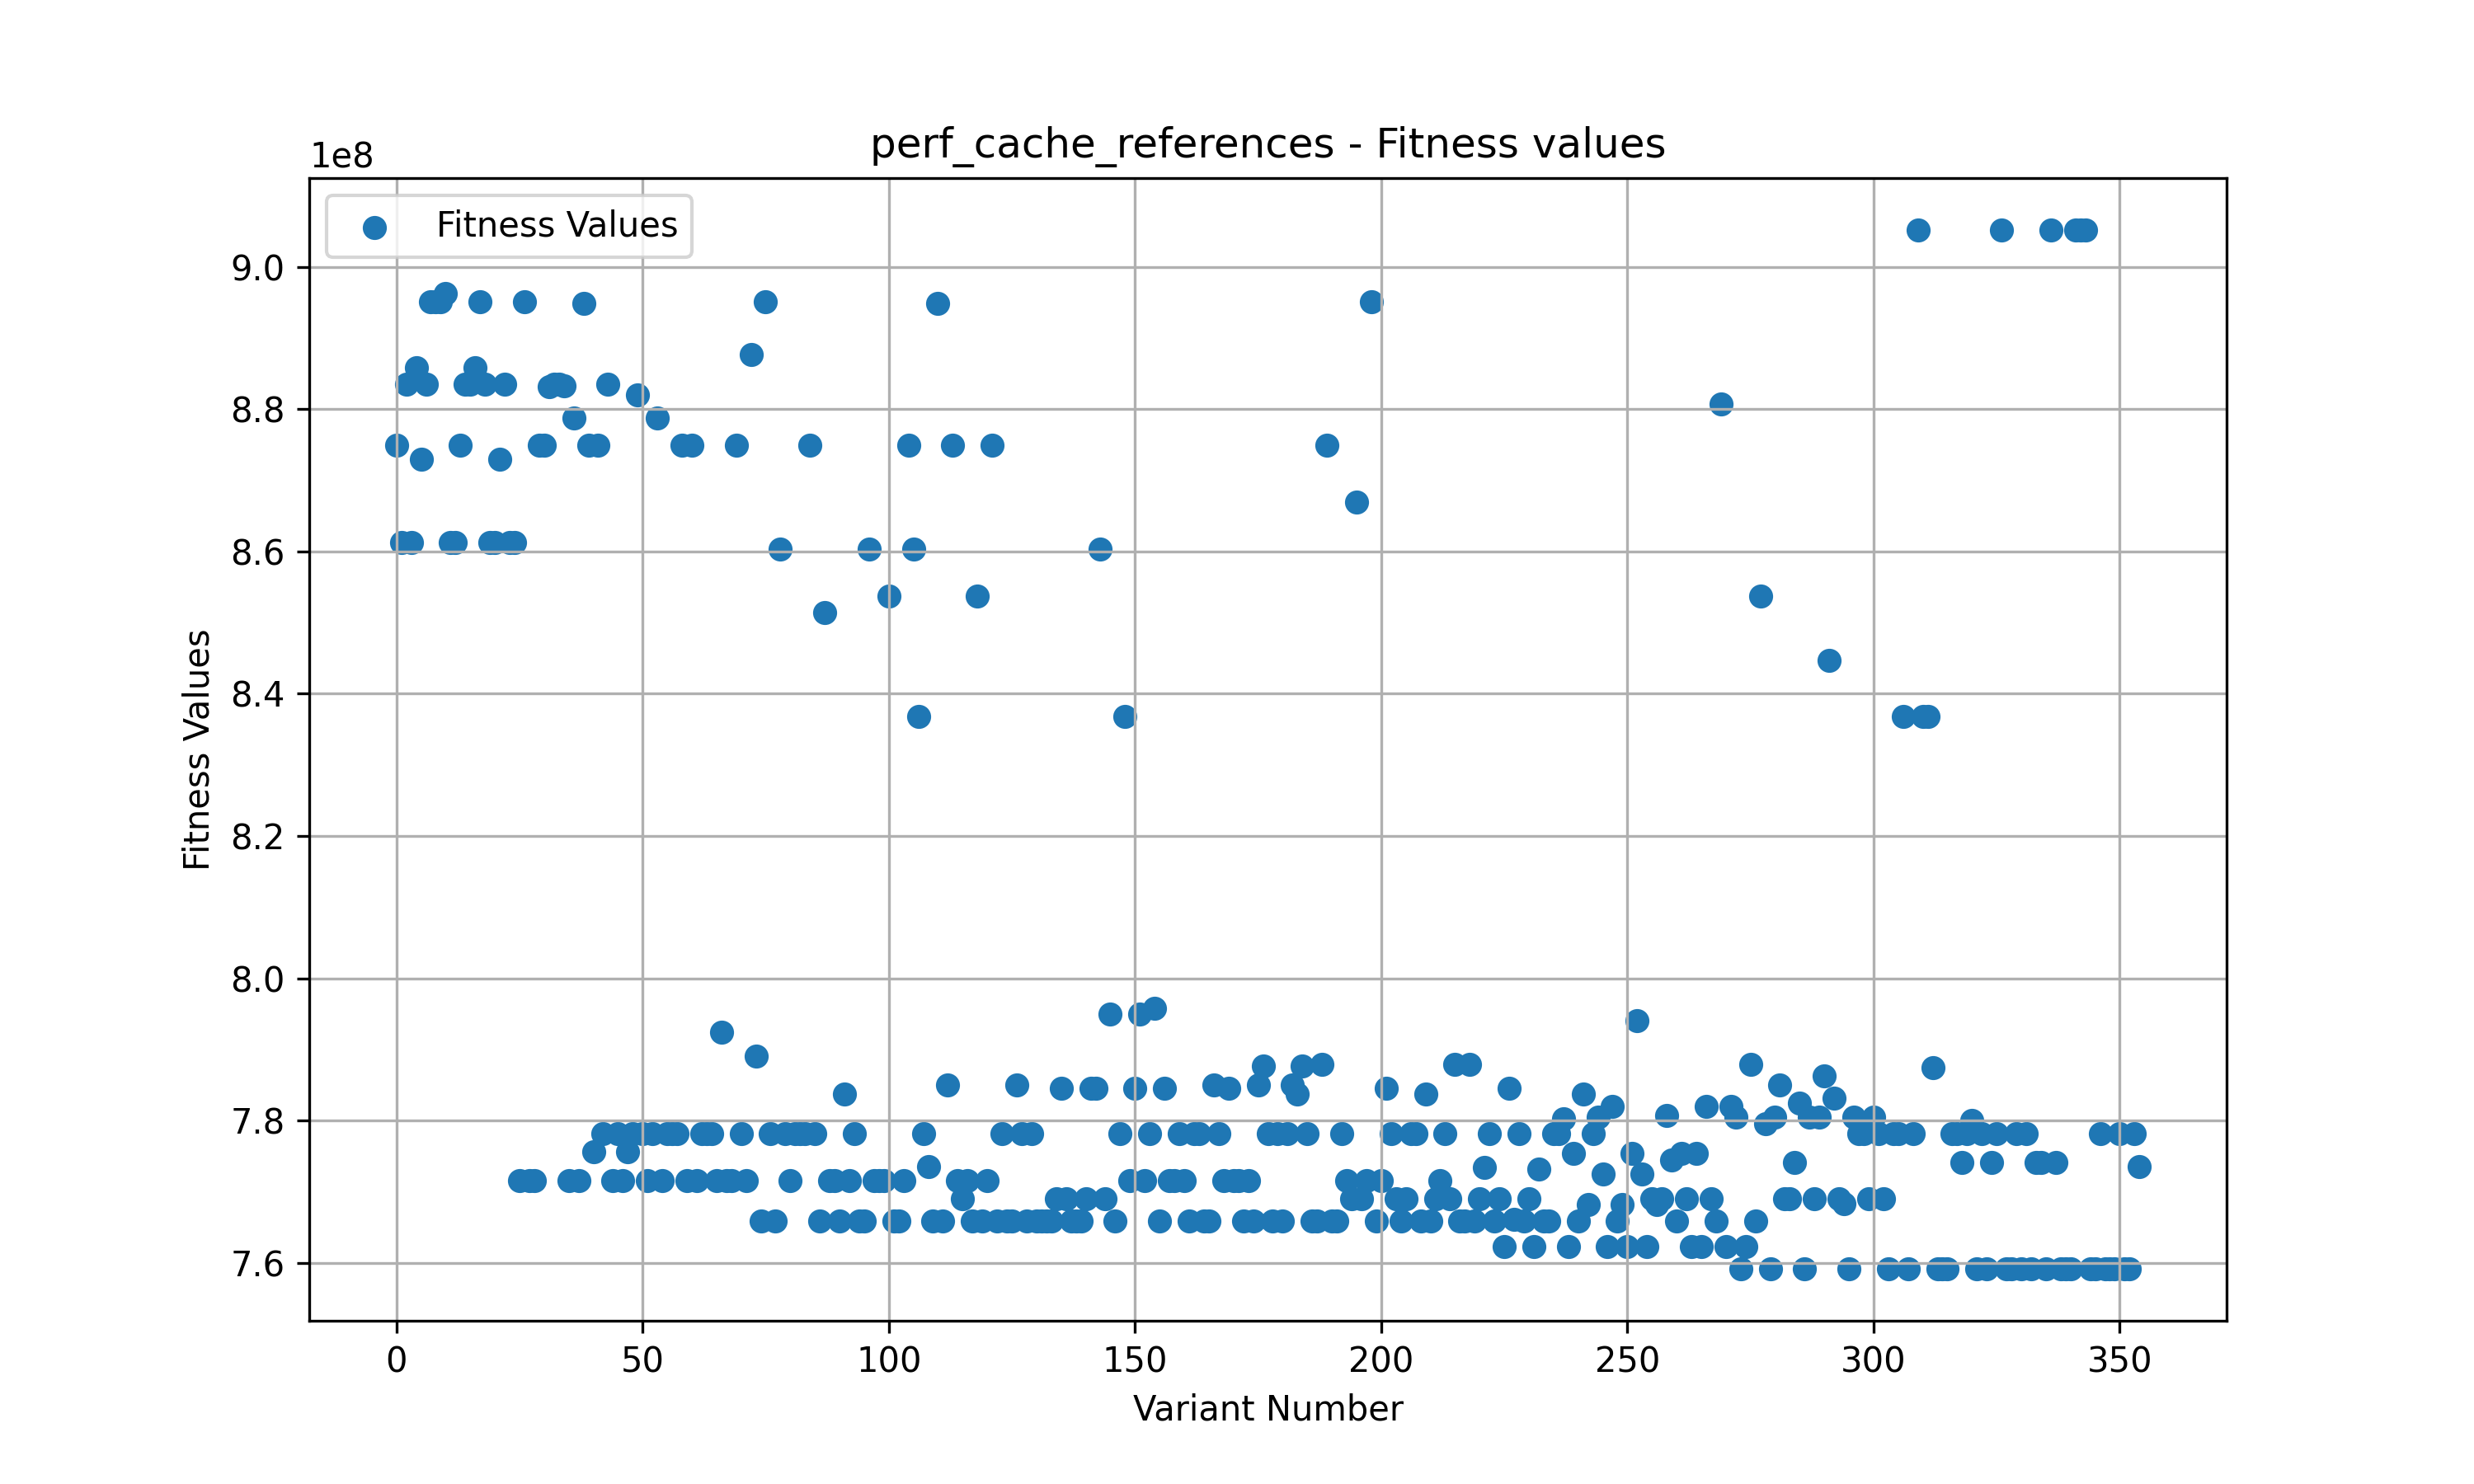 perf_cache_references - Fitness values
1e8
Fitness Values
9.0
8.8
8.6
8.4
8.2
8.0
7.8
7.6
Fitness Values
0 50 100 150 200 250 300 350
Variant Number